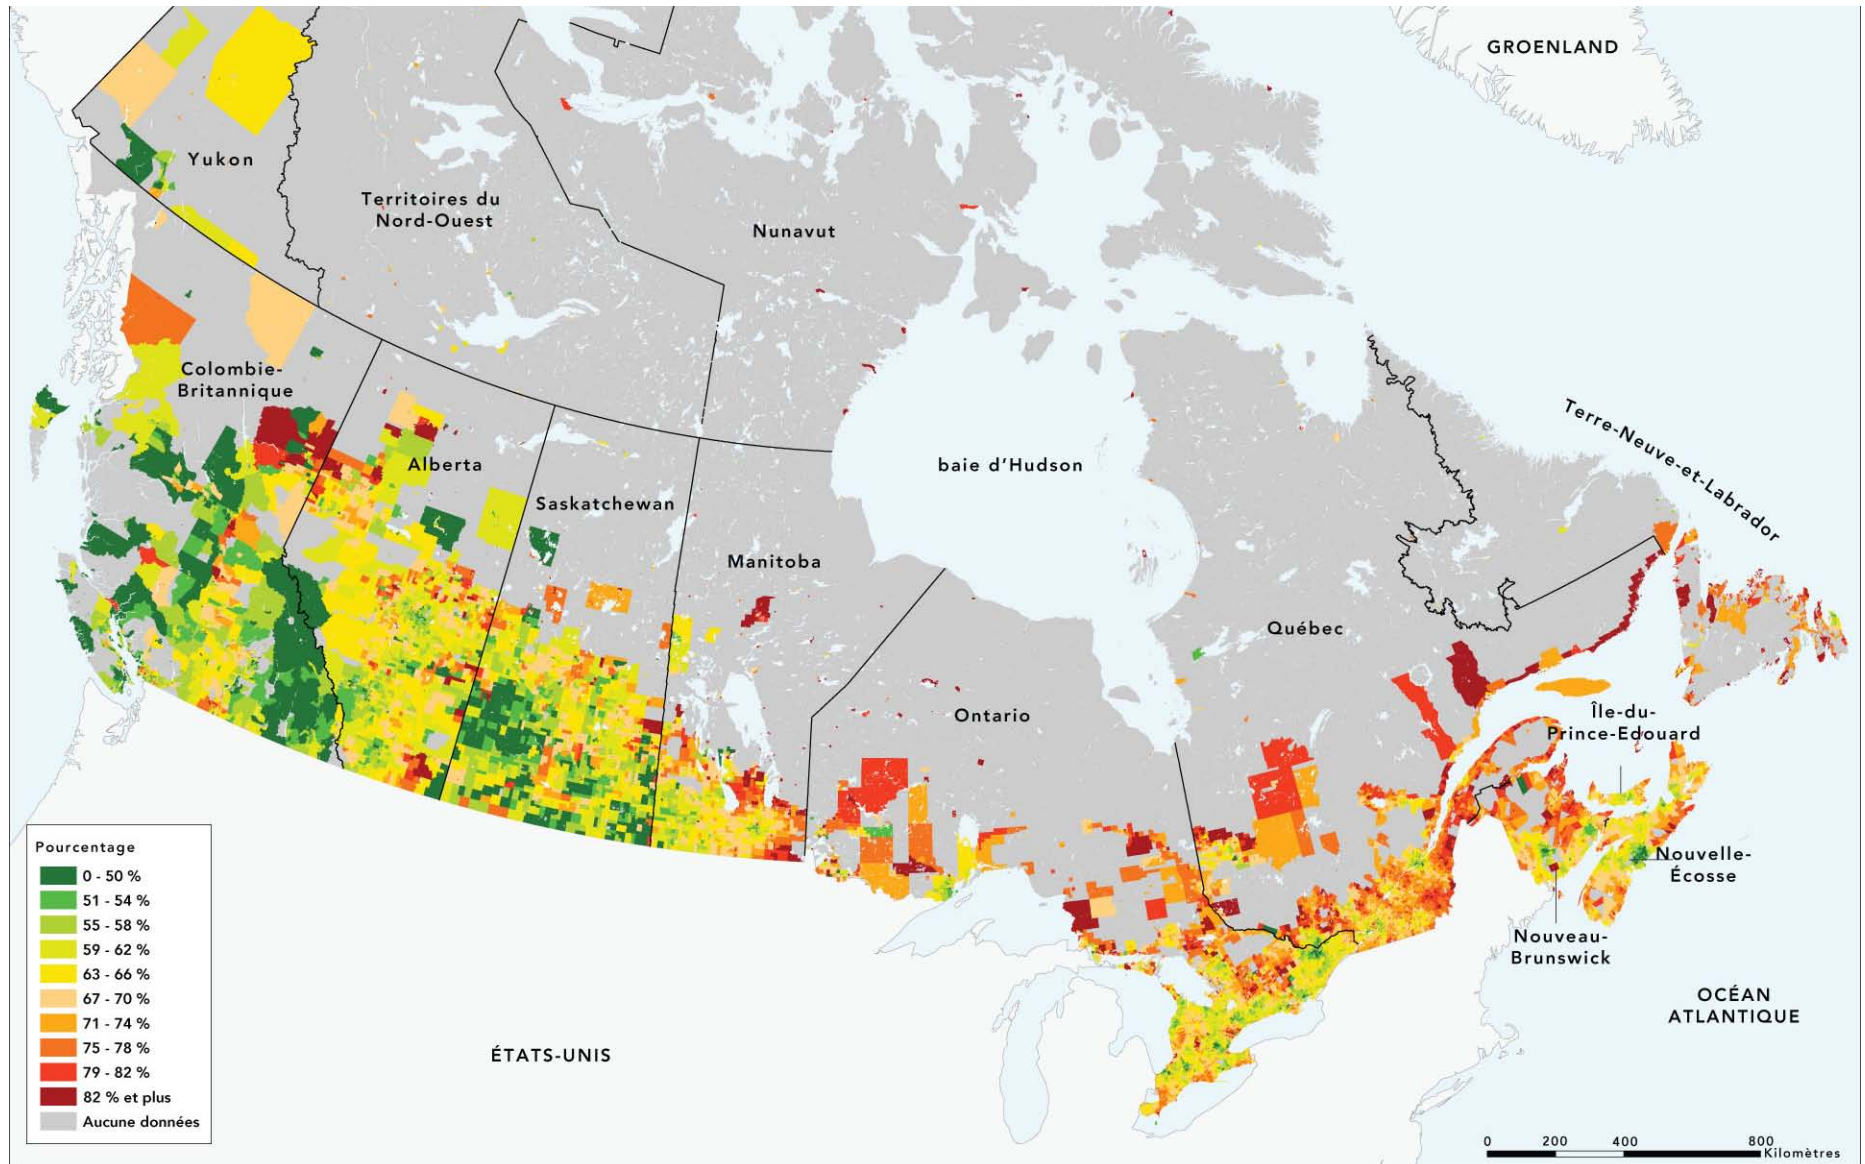 GROENLAND
Yukon
Territoires du
Nord-Ouest
Nunavut
Colombie-
Britannique
Alberta
Saskatchewan
baie d'Hudson
Terre-Neuve-et-Labrador
Manitoba
Québec
Ontario
Île-du-
Prince-Edouard
Nouvelle-
Écosse
Nouveau-
Brunswick
OCÉAN
ATLANTIQUE
ÉTATS-UNIS
Pourcentage
0 - 50 %
51 - 54 %
55 - 58 %
59 - 62 %
63 - 66 %
67 - 70 %
71 - 74 %
75 - 78 %
79 - 82 %
82 % et plus
Aucune données
0 200 400 800
Kilomètres